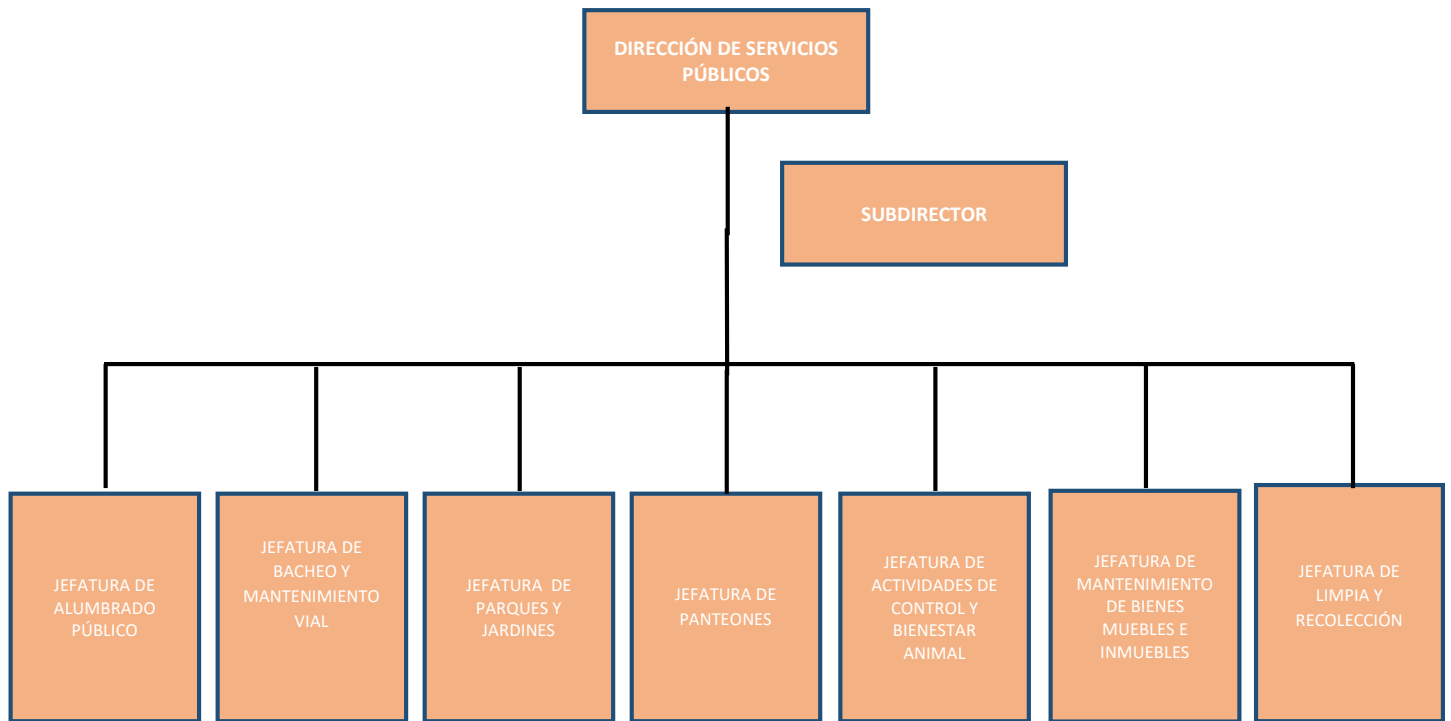 DIRECCIÓN DE SERVICIOS
PÚBLICOS
SUBDIRECTOR
JEFATURA DE
ALUMBRADO
PÚBLICO
JEFATURA DE
BACHEO Y
MANTENIMIENTO
VIAL
JEFATURA DE
PARQUES Y
JARDINES
JEFATURA DE
PANTEONES
JEFATURA DE
ACTIVIDADES DE
CONTROL Y
BIENESTAR
ANIMAL
JEFATURA DE
MANTENIMIENTO
DE BIENES
MUEBLES E
INMUEBLES
JEFATURA DE
LIMPIA Y
RECOLECCIÓN